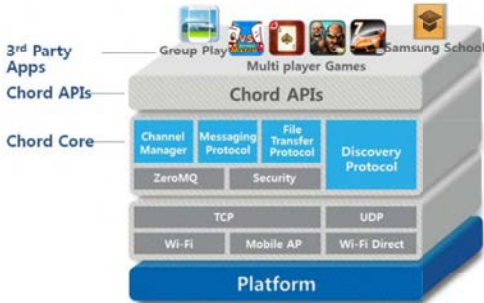 3rd Party
Apps
Group Play
Samsung School
Multi player Games
Chord APIs
Chord APIs
Chord Core
Channel
Manager
Messaging
Protocol
File
Transfer
Protocol
Discovery
Protocol
ZeroMQ
Security
TCP
UDP
Wi-Fi
Mobile AP
Wi-Fi Direct
Platform